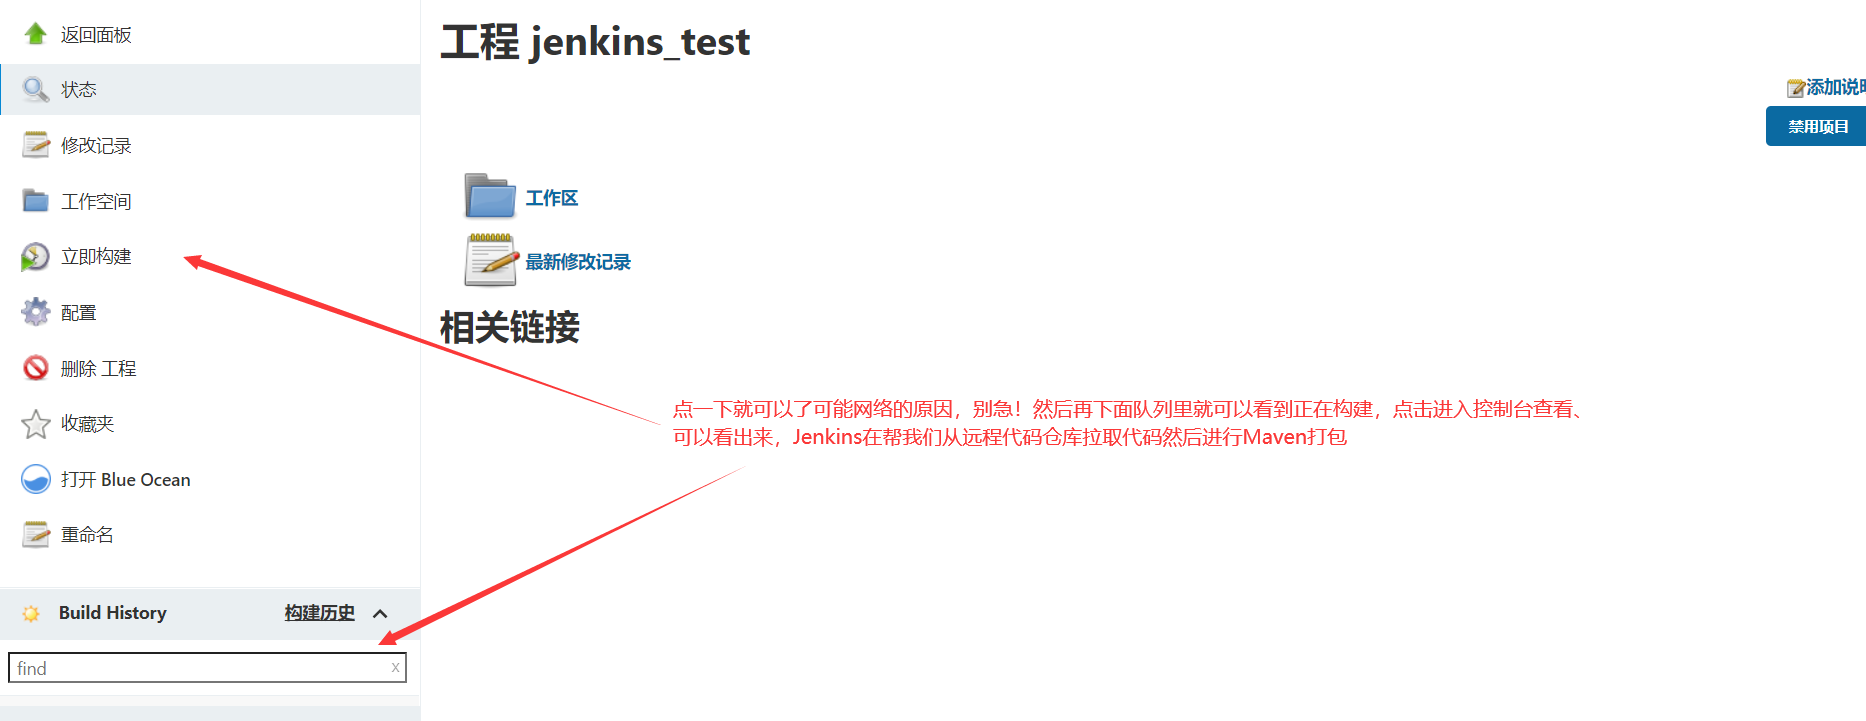 返回面板
状态
修改记录
工作空间
立即构建
配置
删除 工程
收藏夹
打开 Blue Ocean
重命名
Build History 构建历史
find x
工程 jenkins_test
添加说明
禁用项目
工作区
最新修改记录
相关链接
点一下就可以了可能网络的原因，别急！然后再下面队列里就可以看到正在构建，点击进入控制台查看、
可以看出来，Jenkins在帮我们从远程代码仓库拉取代码然后进行Maven打包